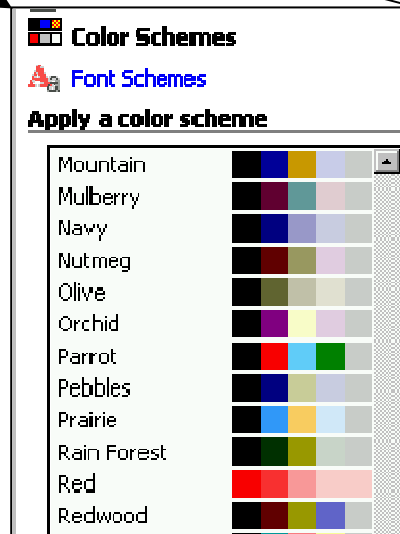 Color Schemes
Font Schemes
Apply a color scheme
Mountain
Mulberry
Navy
Nutmeg
Olive
Orchid
Parrot
Pebbles
Prairie
Rain Forest
Red
Redwood